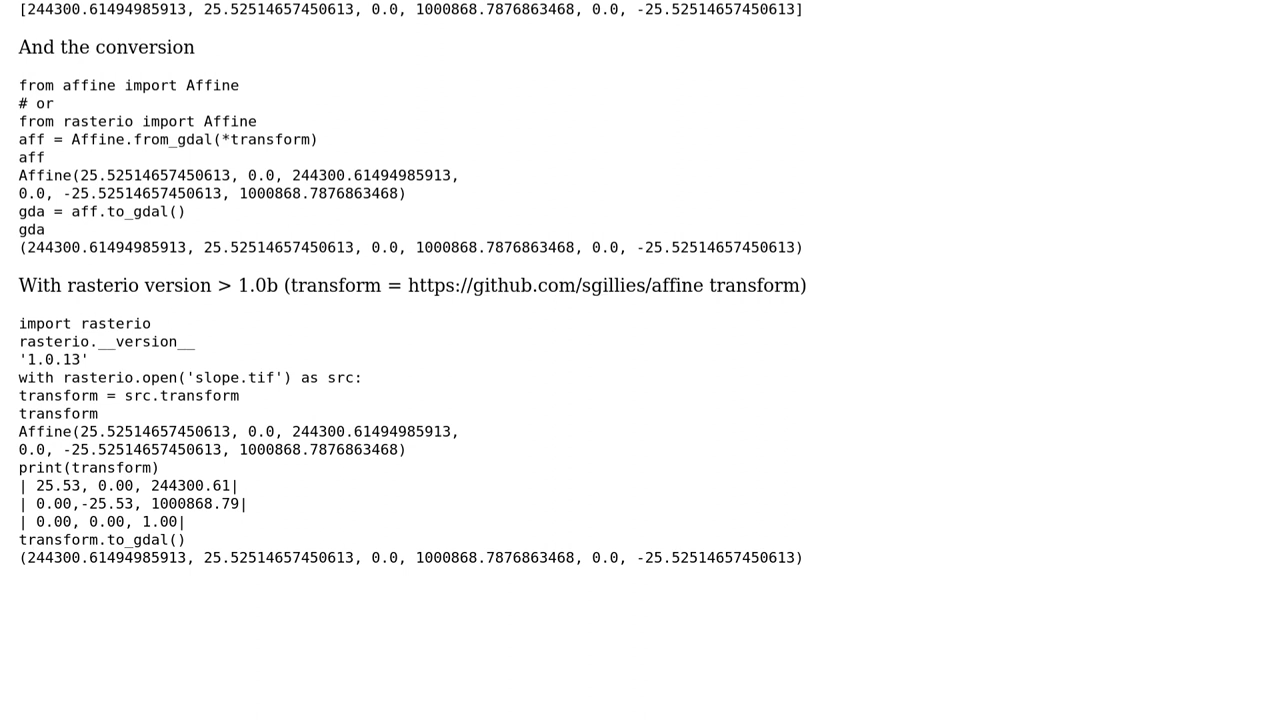 [244300.61494985913, 25.52514657450613, 0.0, 1000868.7876863468, 0.0, -25.52514657450613]
And the conversion
from affine import Affine
# or
from rasterio import Affine
aff = Affine.from_gdal(*transform)
aff
Affine(25.52514657450613, 0.0, 244300.61494985913,
0.0, -25.52514657450613, 1000868.7876863468)
gda = aff.to_gdal()
gda
(244300.61494985913, 25.52514657450613, 0.0, 1000868.7876863468, 0.0, -25.52514657450613)
With rasterio version > 1.0b (transform = https://github.com/sgillies/affine transform)
import rasterio
rasterio.__version__
'1.0.13'
with rasterio.open('slope.tif') as src:
transform = src.transform
transform
Affine(25.52514657450613, 0.0, 244300.61494985913,
0.0, -25.52514657450613, 1000868.7876863468)
print(transform)
| 25.53, 0.00, 244300.61|
| 0.00,-25.53, 1000868.79|
| 0.00, 0.00, 1.00|
transform.to_gdal()
(244300.61494985913, 25.52514657450613, 0.0, 1000868.7876863468, 0.0, -25.52514657450613)